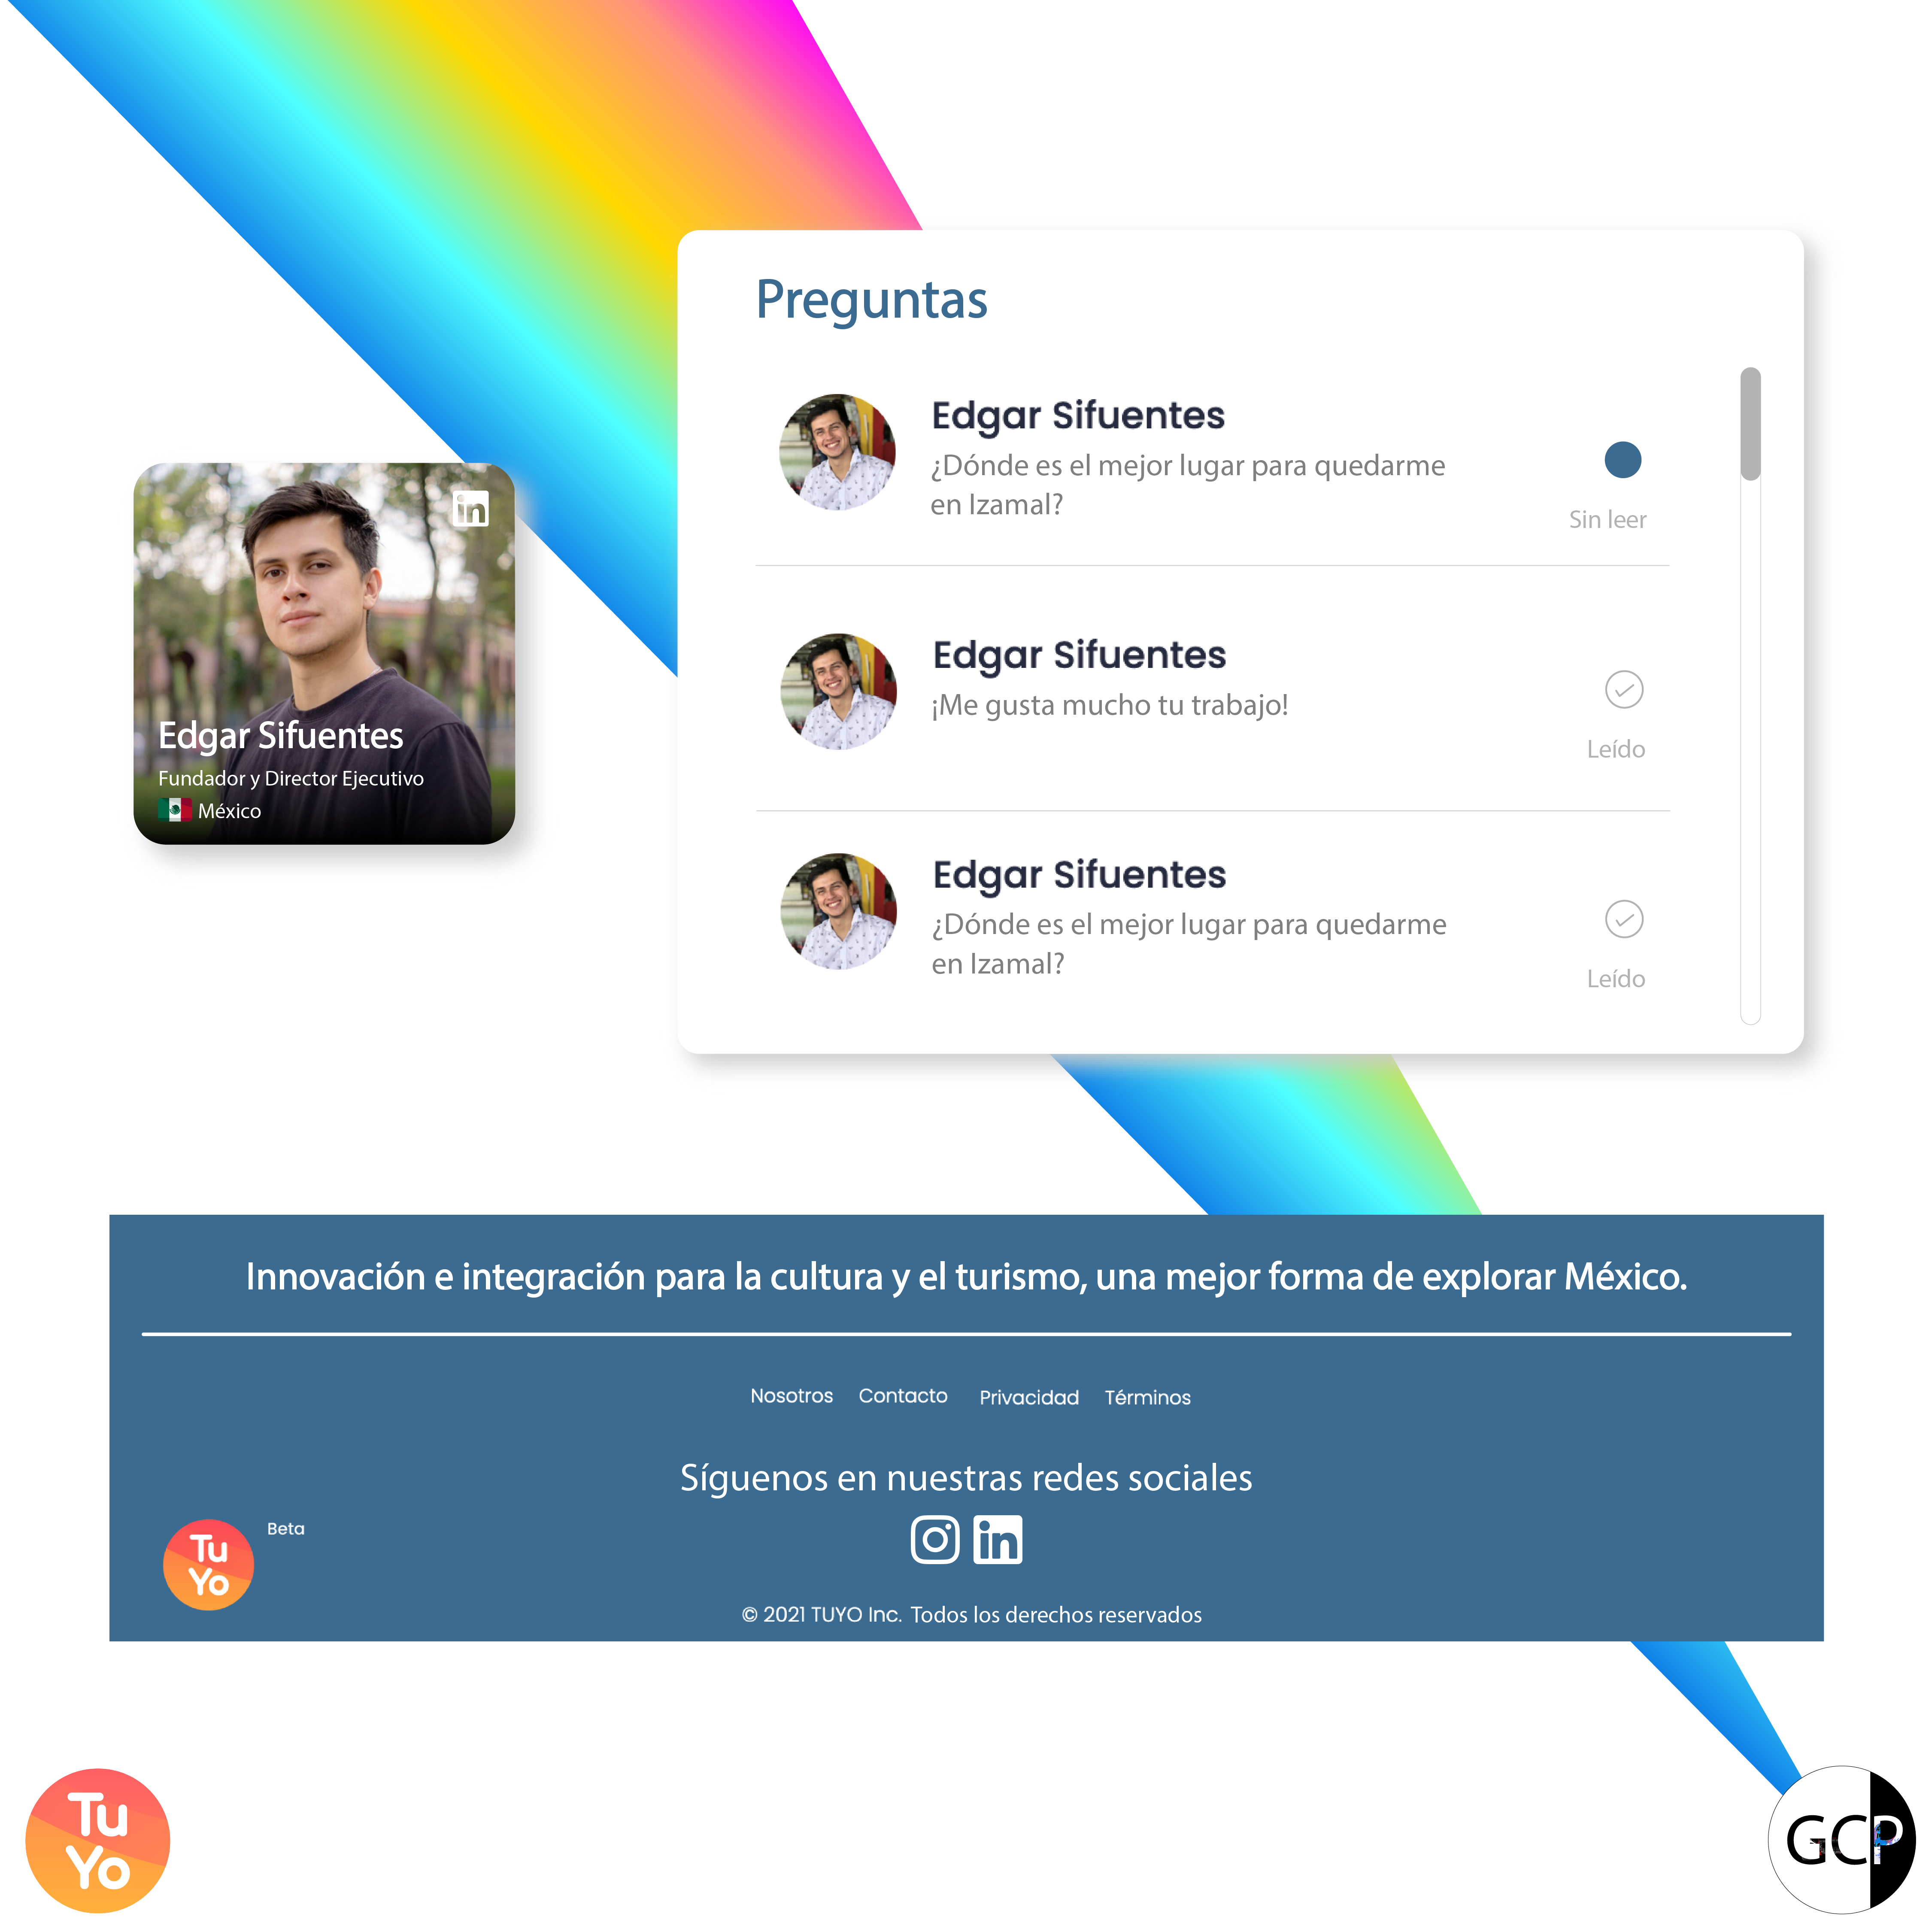 Preguntas
Edgar Sifuentes
¿Dónde es el mejor lugar para quedarme
en Izamal?
Sin leer
Edgar Sifuentes
¡Me gusta mucho tu trabajo!
Leído
Edgar Sifuentes
¿Dónde es el mejor lugar para quedarme
en Izamal?
Leído
in
Edgar Sifuentes
Fundador y Director Ejecutivo
México
Innovación e integración para la cultura y el turismo, una mejor forma de explorar México.
Nosotros Contacto Privacidad Términos
Síguenos en nuestras redes sociales
in
Tu
Yo
Beta
© 2021 TUYO Inc. Todos los derechos reservados
Tu
Yo
GCP